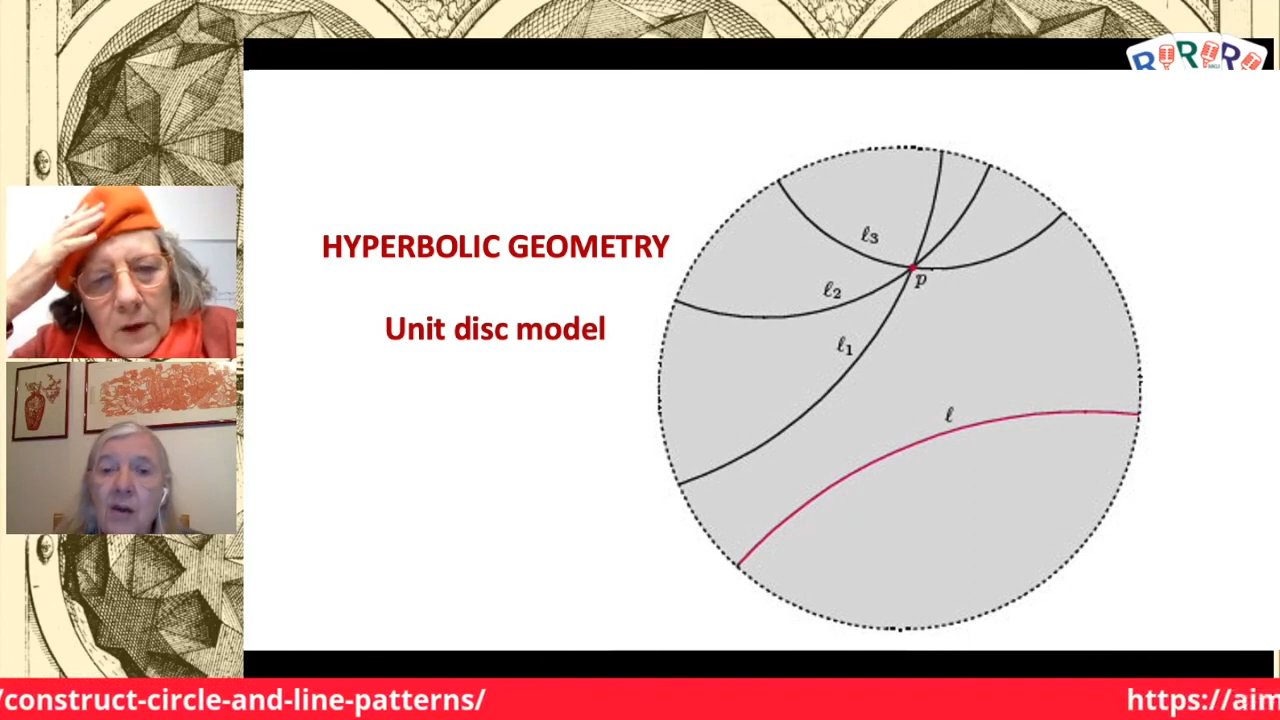 R R R
HYPERBOLIC GEOMETRY
Unit disc model
ℓ3
p
ℓ2
ℓ1
ℓ
/construct-circle-and-line-patterns/
https://aim